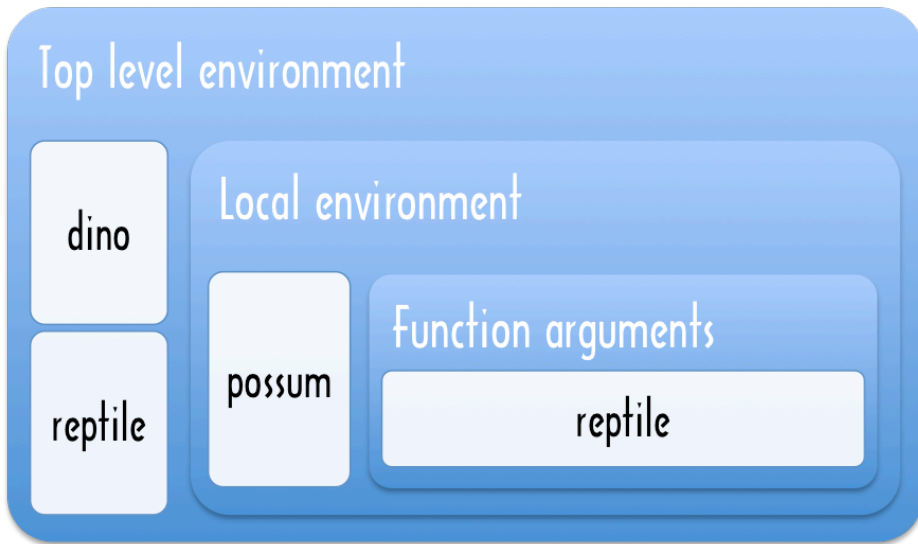 Top level environment
dino
reptile
Local environment
possum
Function arguments
reptile